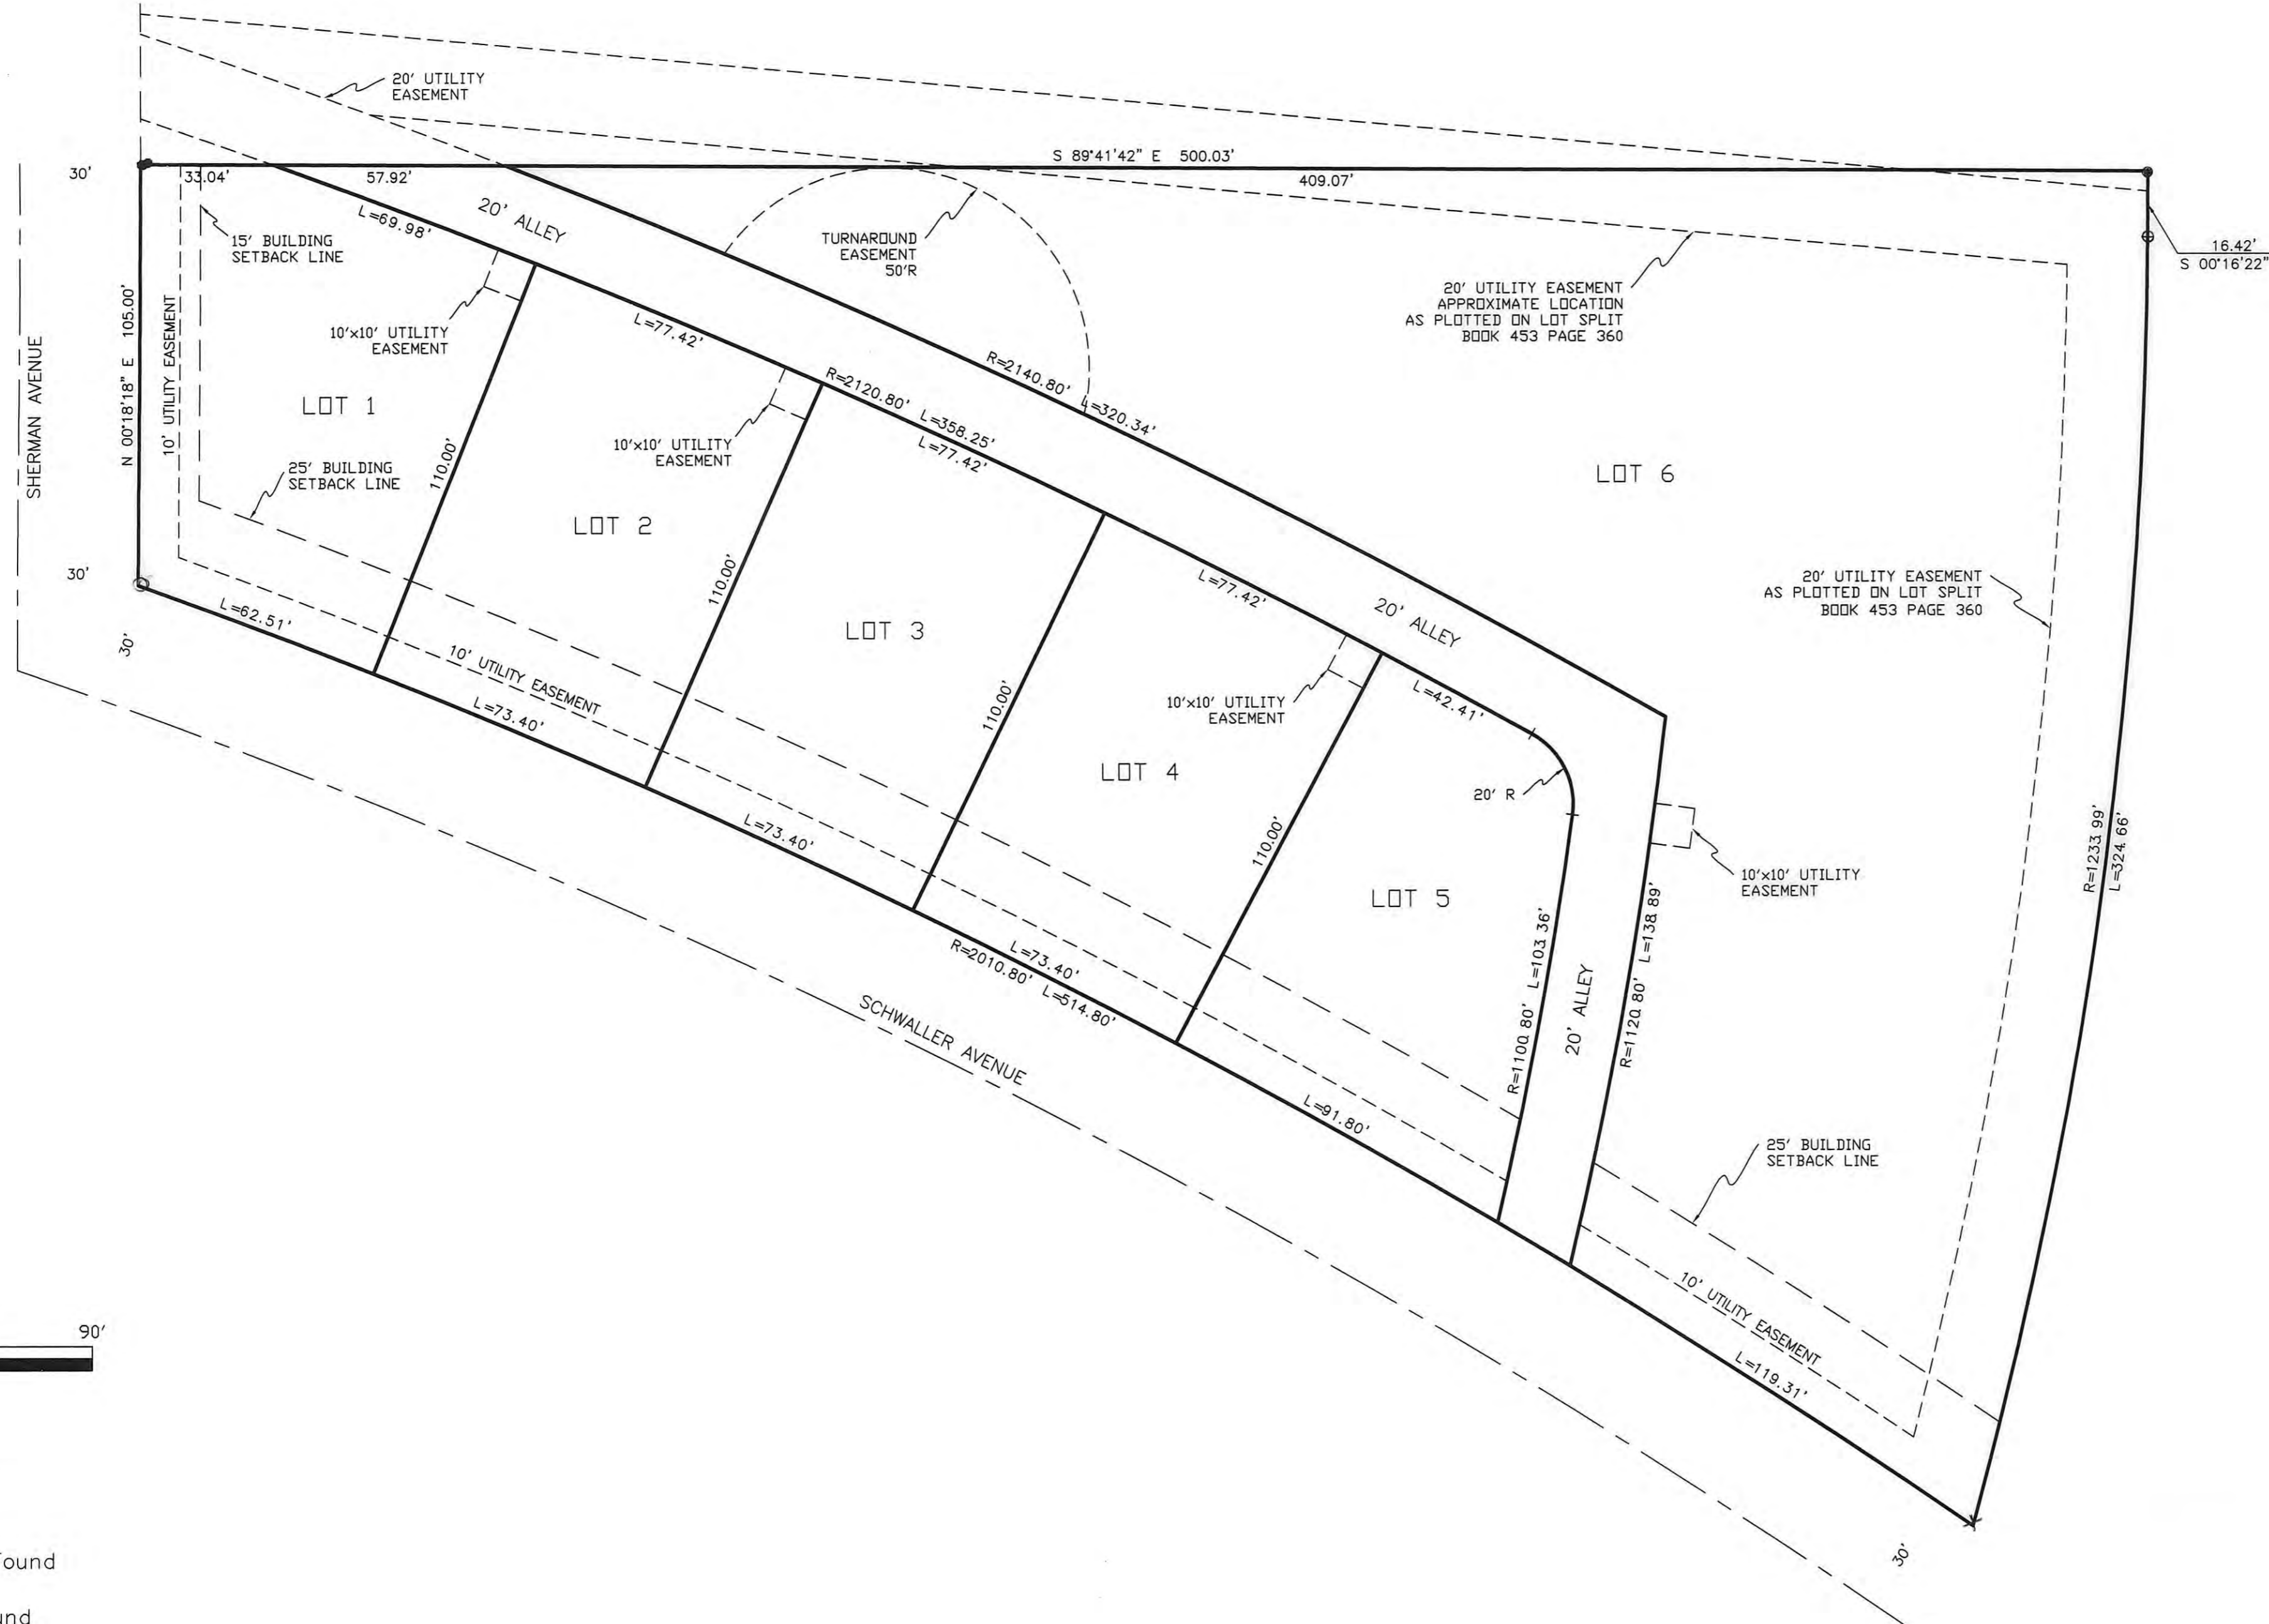 20' UTILITY
EASEMENT
S 89°41'42" E 500.03'
30'
33.04'
57.92'
409.07'
L=69.98'
20' ALLEY
15' BUILDING
SETBACK LINE
TURNAROUND
EASEMENT
50'R
16.42'
S 00°16'22"
20' UTILITY EASEMENT
APPROXIMATE LOCATION
AS PLOTTED ON LOT SPLIT
BOOK 453 PAGE 360
SHERMAN AVENUE
N 00°18'18" E 105.00'
10' UTILITY EASEMENT
10'x10' UTILITY
EASEMENT
L=77.42'
R=2140.80' L=320.34'
R=2120.80' L=358.25'
L=77.42'
LOT 1
110.00'
10'x10' UTILITY
EASEMENT
LOT 6
25' BUILDING
SETBACK LINE
LOT 2
110.00'
30'
L=62.51'
30'
L=77.42'
20' ALLEY
20' UTILITY EASEMENT
AS PLOTTED ON LOT SPLIT
BOOK 453 PAGE 360
LOT 3
110.00'
10' UTILITY EASEMENT
L=73.40'
10'x10' UTILITY
EASEMENT
L=42.41'
LOT 4
110.00'
20' R
L=73.40'
R=1233.99'
L=324.66'
10'x10' UTILITY
EASEMENT
LOT 5
R=1100.80' L=103.36'
20' ALLEY
R=1120.80' L=138.89'
L=73.40'
R=2010.80' L=514.80'
SCHWALLER AVENUE
L=91.80'
25' BUILDING
SETBACK LINE
10' UTILITY EASEMENT
L=119.31'
90'
30'
found
und